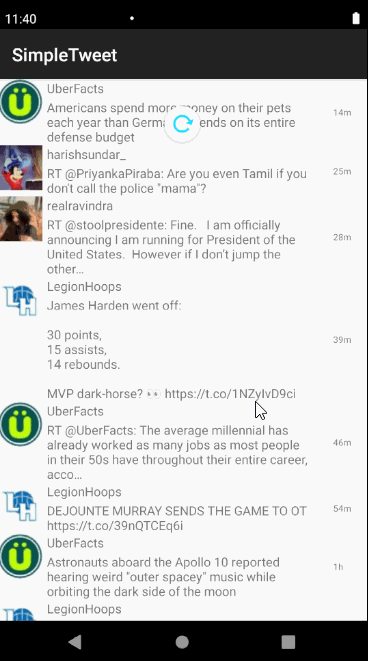 11:40
SimpleTweet
UberFacts
Americans spend more money on their pets
14m
each year than Germa ends on its entire
defense budget
harishsundar_
RT @PriyankaPiraba: Are you even Tamil if you
25m
don't call the police "mama"?
realravindra
RT @stoolpresidente: Fine. I am officially
announcing I am running for President of the
28m
United States. However if I don't jump the
other…
LegionHoops
James Harden went off:
30 points,
39m
15 assists,
14 rebounds.
MVP dark-horse? 👀 https://t.co/1NZyIvD9ci
UberFacts
RT @UberFacts: The average millennial has
already worked as many jobs as most people
46m
in their 50s have throughout their entire career,
acco…
LegionHoops
DEJOUNTE MURRAY SENDS THE GAME TO OT
54m
https://t.co/39nQTCEq6i
UberFacts
Astronauts aboard the Apollo 10 reported
1h
hearing weird "outer spacey" music while
orbiting the dark side of the moon
LegionHoops